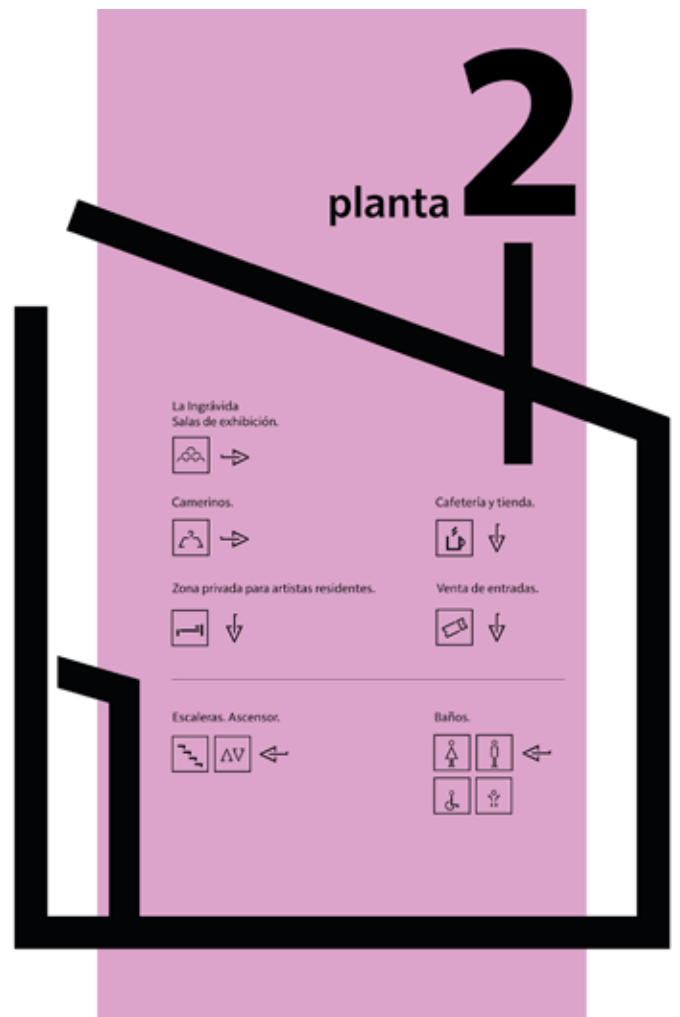 planta 2
La Ingrávida
Salas de exhibición.
Camerinos.
Cafetería y tienda.
Zona privada para artistas residentes.
Venta de entradas.
Escaleras. Ascensor.
Baños.